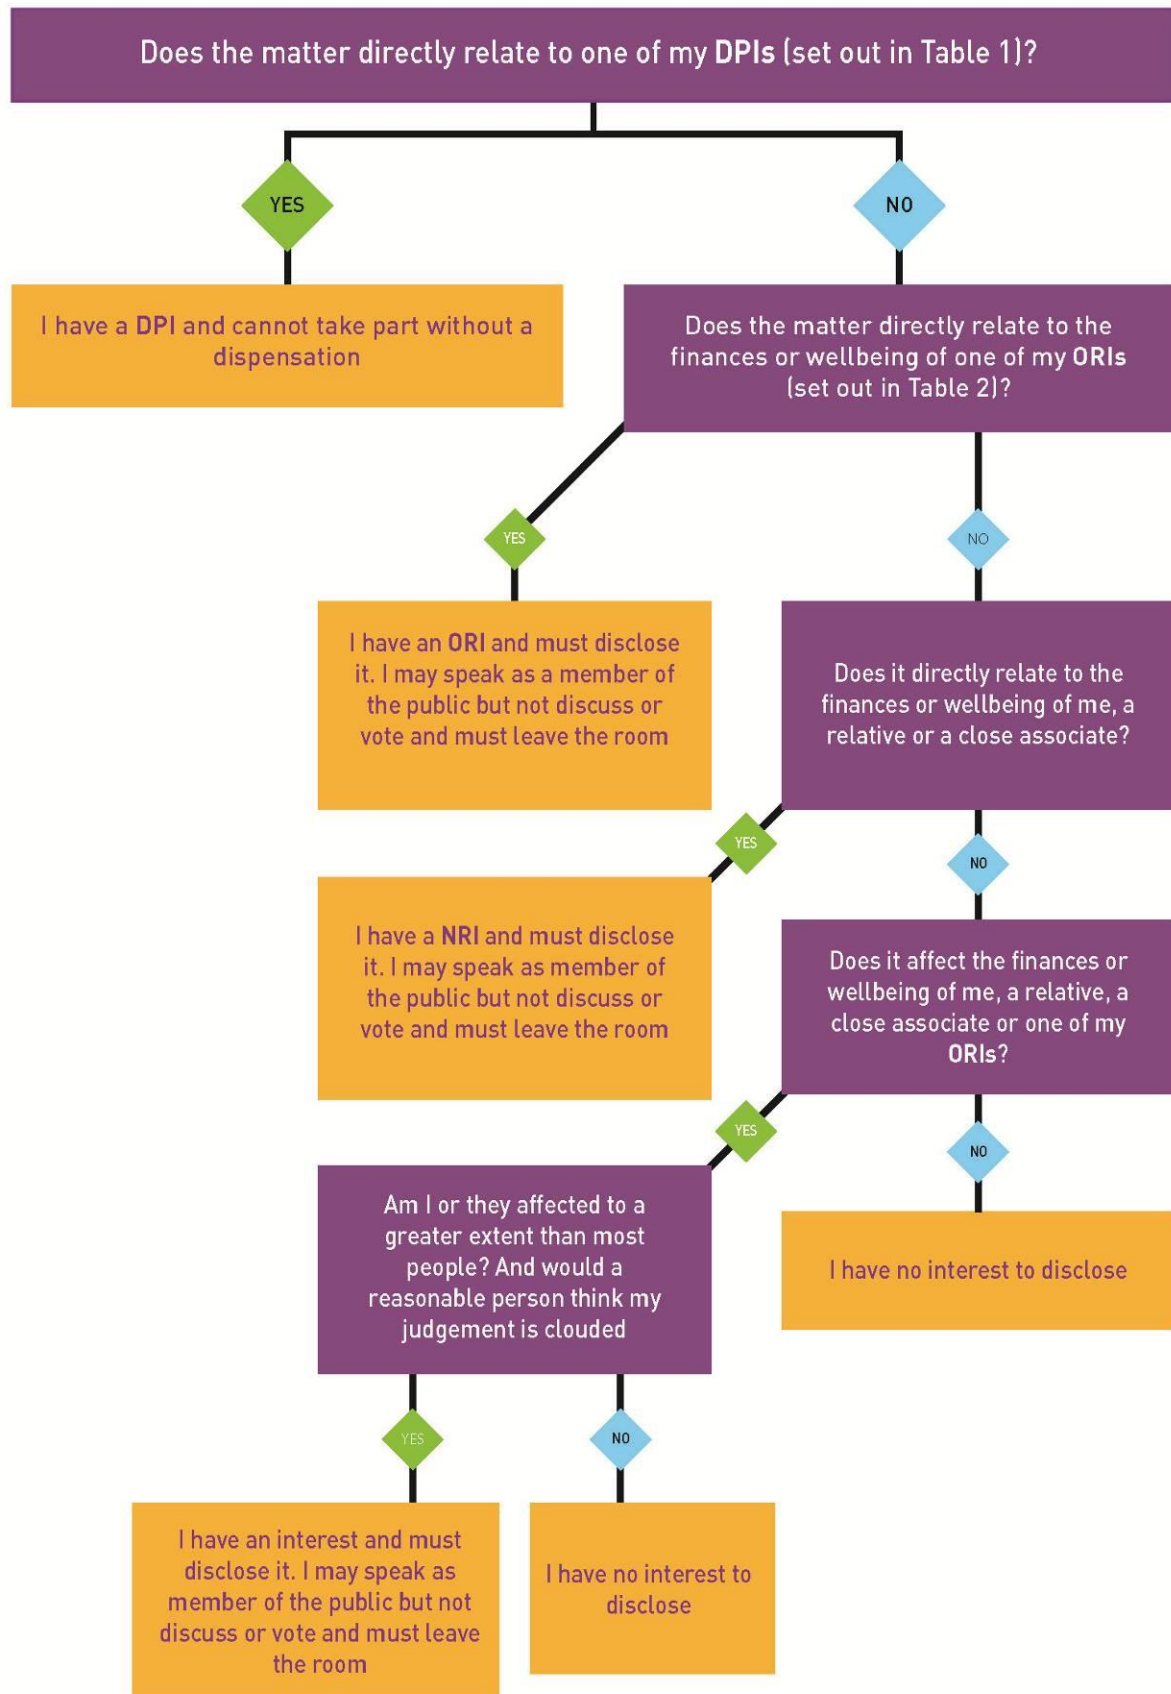 Does the matter directly relate to one of my DPIs (set out in Table 1)?
YES
NO
I have a DPI and cannot take part without a
dispensation
Does the matter directly relate to the
finances or wellbeing of one of my ORIs
(set out in Table 2)?
YES
NO
I have an ORI and must disclose
it. I may speak as a member of
the public but not discuss or
vote and must leave the room
Does it directly relate to the
finances or wellbeing of me, a
relative or a close associate?
YES
NO
I have a NRI and must disclose
it. I may speak as member of
the public but not discuss or
vote and must leave the room
Does it affect the finances or
wellbeing of me, a relative, a
close associate or one of my
ORIs?
YES
NO
Am I or they affected to a
greater extent than most
people? And would a
reasonable person think my
judgement is clouded
I have no interest to disclose
YES
NO
I have an interest and must
disclose it. I may speak as
member of the public but not
discuss or vote and must leave
the room
I have no interest to
disclose